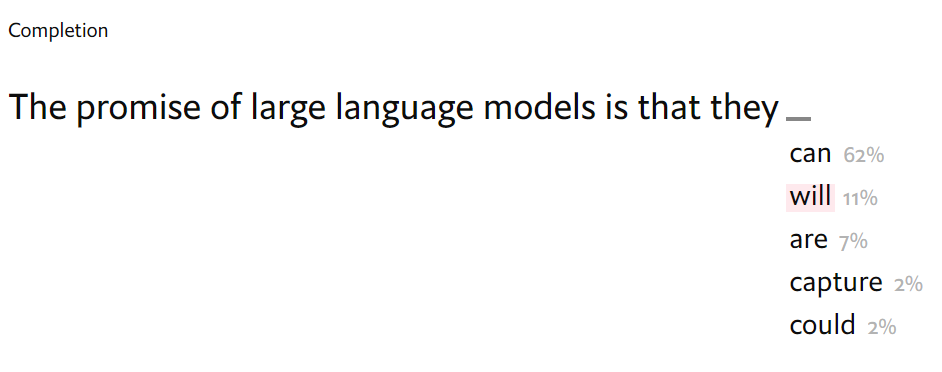 Completion
The promise of large language models is that they _
can 62%
will 11%
are 7%
capture 2%
could 2%